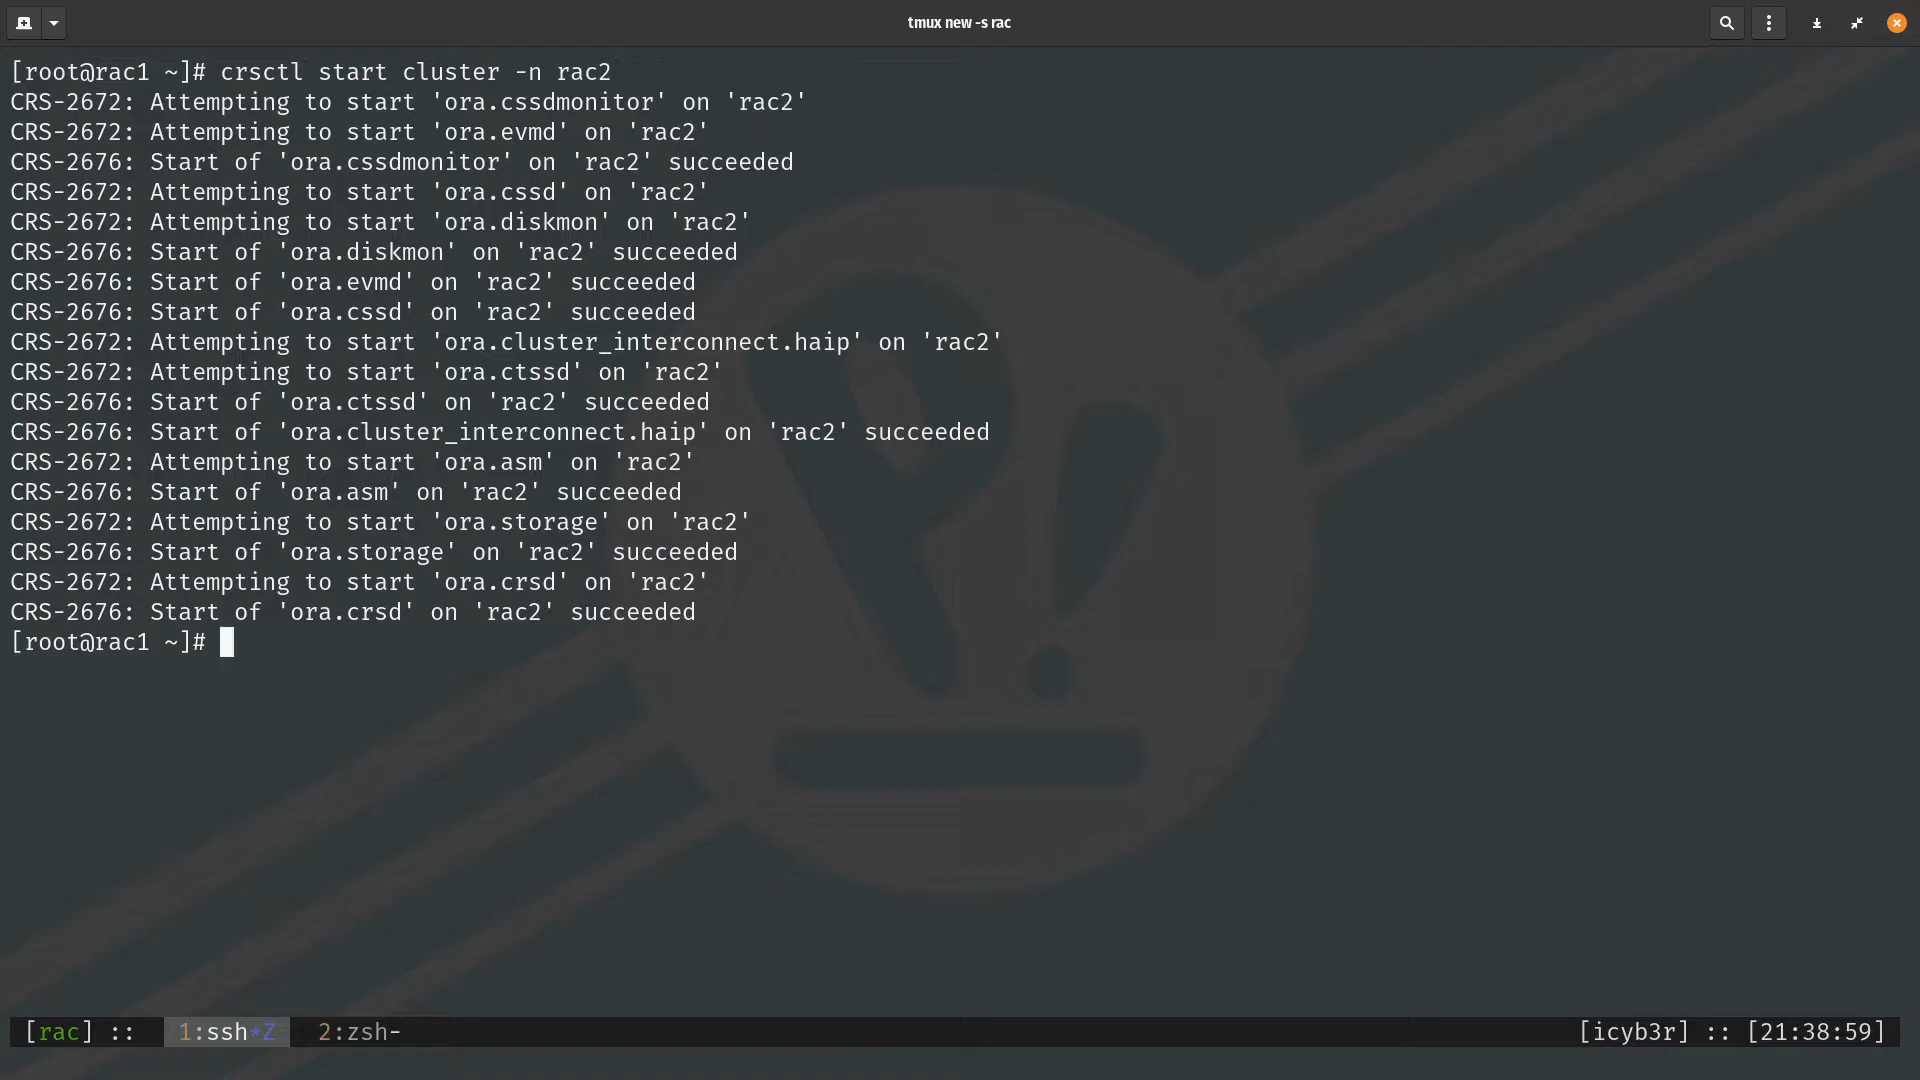 tmux new -s rac
[root@rac1 ~]# crsctl start cluster -n rac2
CRS-2672: Attempting to start 'ora.cssdmonitor' on 'rac2'
CRS-2672: Attempting to start 'ora.evmd' on 'rac2'
CRS-2676: Start of 'ora.cssdmonitor' on 'rac2' succeeded
CRS-2672: Attempting to start 'ora.cssd' on 'rac2'
CRS-2672: Attempting to start 'ora.diskmon' on 'rac2'
CRS-2676: Start of 'ora.diskmon' on 'rac2' succeeded
CRS-2676: Start of 'ora.evmd' on 'rac2' succeeded
CRS-2676: Start of 'ora.cssd' on 'rac2' succeeded
CRS-2672: Attempting to start 'ora.cluster_interconnect.haip' on 'rac2'
CRS-2672: Attempting to start 'ora.ctssd' on 'rac2'
CRS-2676: Start of 'ora.ctssd' on 'rac2' succeeded
CRS-2676: Start of 'ora.cluster_interconnect.haip' on 'rac2' succeeded
CRS-2672: Attempting to start 'ora.asm' on 'rac2'
CRS-2676: Start of 'ora.asm' on 'rac2' succeeded
CRS-2672: Attempting to start 'ora.storage' on 'rac2'
CRS-2676: Start of 'ora.storage' on 'rac2' succeeded
CRS-2672: Attempting to start 'ora.crsd' on 'rac2'
CRS-2676: Start of 'ora.crsd' on 'rac2' succeeded
[root@rac1 ~]#
[rac] :: 1:ssh*Z 2:zsh- [icyb3r] :: [21:38:59]